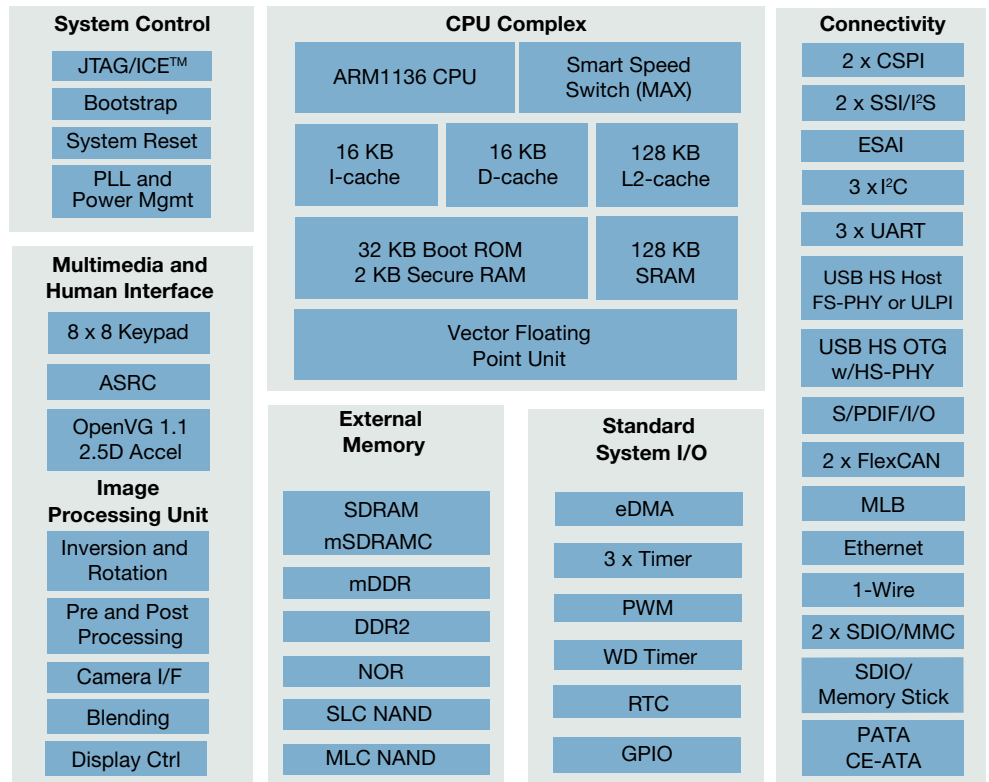 System Control
JTAG/ICE™
Bootstrap
System Reset
PLL and
Power Mgmt
Multimedia and
Human Interface
8 x 8 Keypad
ASRC
OpenVG 1.1
2.5D Accel
Image
Processing Unit
Inversion and
Rotation
Pre and Post
Processing
Camera I/F
Blending
Display Ctrl
CPU Complex
ARM1136 CPU
Smart Speed
Switch (MAX)
16 KB
I-cache
16 KB
D-cache
128 KB
L2-cache
32 KB Boot ROM
2 KB Secure RAM
128 KB
SRAM
Vector Floating
Point Unit
External
Memory
SDRAM
mSDRAMC
mDDR
DDR2
NOR
SLC NAND
MLC NAND
Standard
System I/O
eDMA
3 x Timer
PWM
WD Timer
RTC
GPIO
Connectivity
2 x CSPI
2 x SSI/I²S
ESAI
3 x I²C
3 x UART
USB HS Host
FS-PHY or ULPI
USB HS OTG
w/HS-PHY
S/PDIF/I/O
2 x FlexCAN
MLB
Ethernet
1-Wire
2 x SDIO/MMC
SDIO/
Memory Stick
PATA
CE-ATA